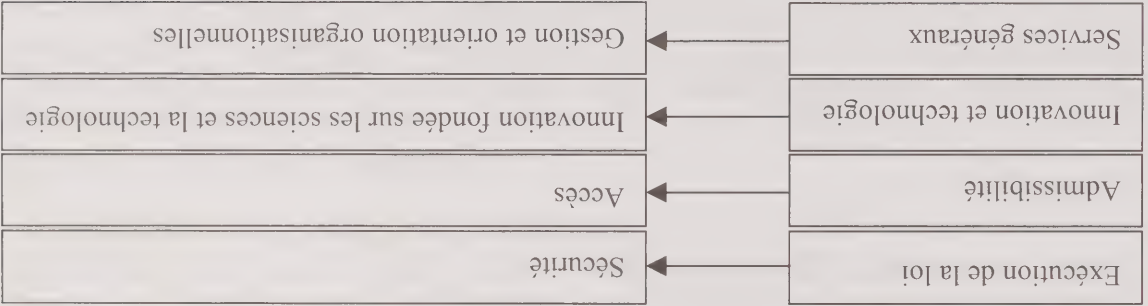 Exécution de la loi
Sécurité
Admissibilité
Accès
Innovation et technologie
Innovation fondée sur les sciences et la technologie
Services généraux
Gestion et orientation organisationnelles